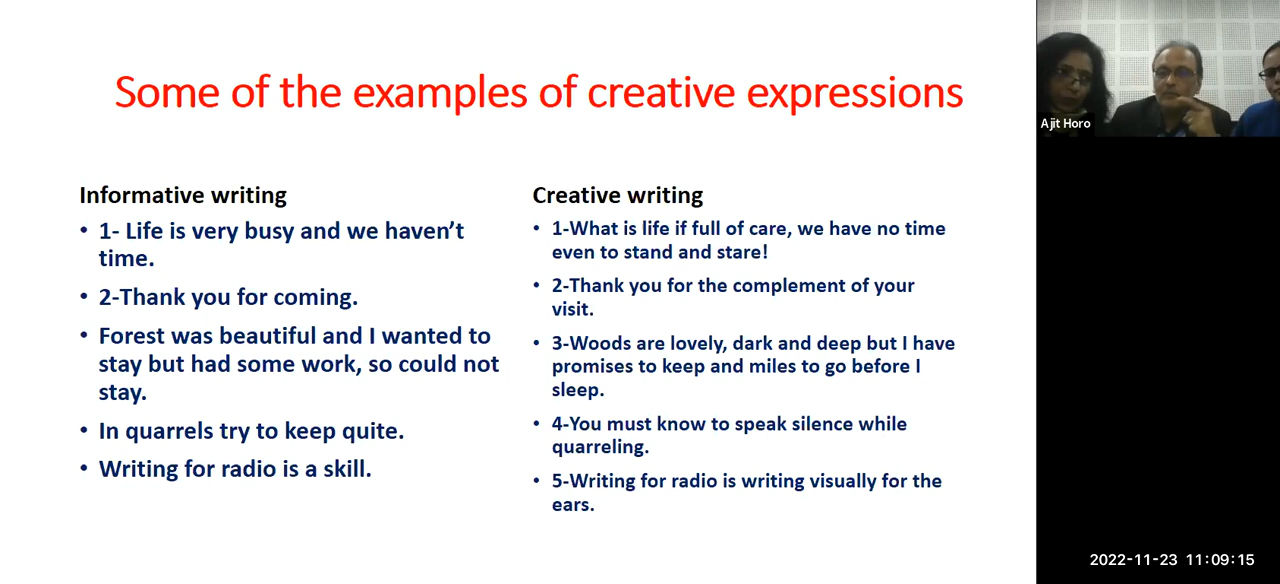 Some of the examples of creative expressions
Informative writing
• 1- Life is very busy and we haven't
time.
• 2-Thank you for coming.
• Forest was beautiful and I wanted to
stay but had some work, so could not
stay.
• In quarrels try to keep quite.
• Writing for radio is a skill.
Creative writing
• 1-What is life if full of care, we have no time
even to stand and stare!
• 2-Thank you for the complement of your
visit.
• 3-Woods are lovely, dark and deep but I have
promises to keep and miles to go before I
sleep.
• 4-You must know to speak silence while
quarreling.
• 5-Writing for radio is writing visually for the
ears.
Ajit Horo
2022-11-23 11:09:15